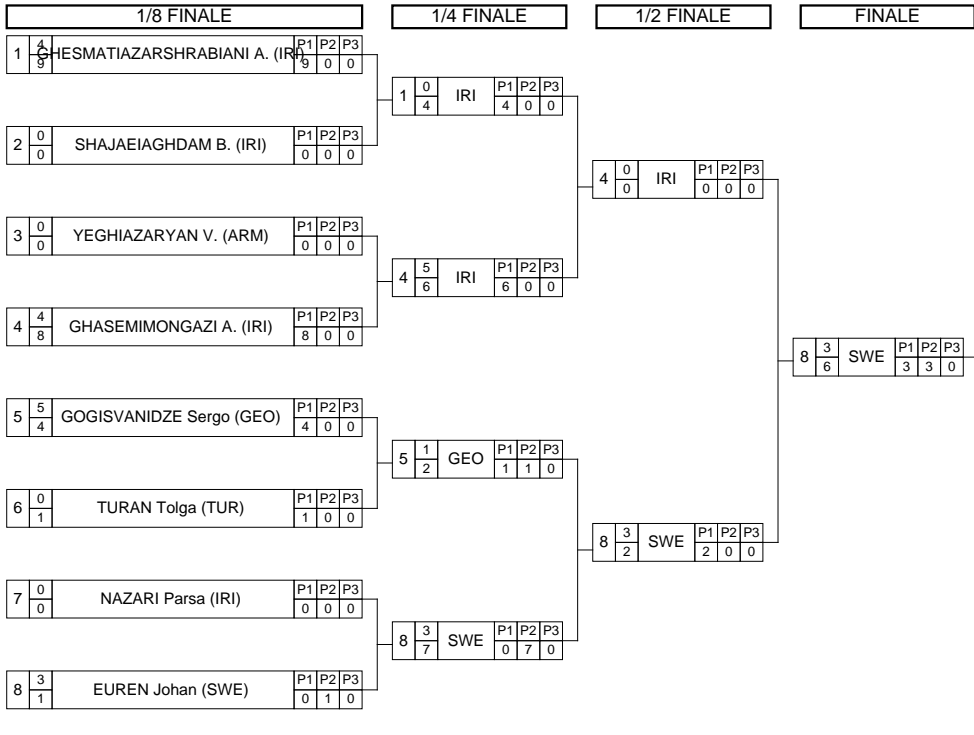 1/8 FINALE 1/4 FINALE 1/2 FINALE FINALE
1 4 9 GHESMATIAZARSHRABIANI A. (IRI) P1 P2 P3 9 0 0
1 0 4 IRI P1 P2 P3 4 0 0
2 0 0 SHAJAEIAGHDAM B. (IRI) P1 P2 P3 0 0 0
4 0 0 IRI P1 P2 P3 0 0 0
3 0 0 YEGHIAZARYAN V. (ARM) P1 P2 P3 0 0 0
4 5 6 IRI P1 P2 P3 6 0 0
4 4 8 GHASEMIMONGAZI A. (IRI) P1 P2 P3 8 0 0
8 3 6 SWE P1 P2 P3 3 3 0
5 5 4 GOGISVANIDZE Sergo (GEO) P1 P2 P3 4 0 0
5 1 2 GEO P1 P2 P3 1 1 0
6 0 1 TURAN Tolga (TUR) P1 P2 P3 1 0 0
8 3 2 SWE P1 P2 P3 2 0 0
7 0 0 NAZARI Parsa (IRI) P1 P2 P3 0 0 0
8 3 7 SWE P1 P2 P3 0 7 0
8 3 1 EUREN Johan (SWE) P1 P2 P3 0 1 0